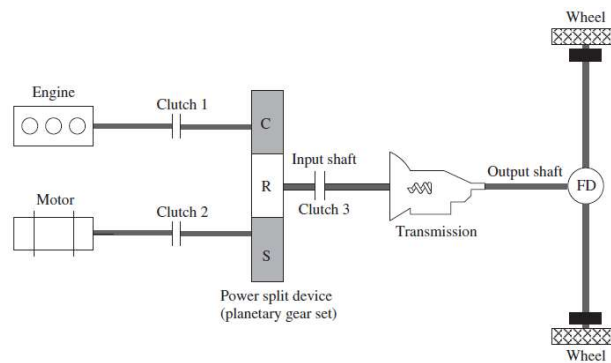 Wheel
Engine
Clutch 1
C
Input shaft
Output shaft
R
FD
Motor
Clutch 2
Clutch 3
Transmission
S
Power split device
(planetary gear set)
Wheel